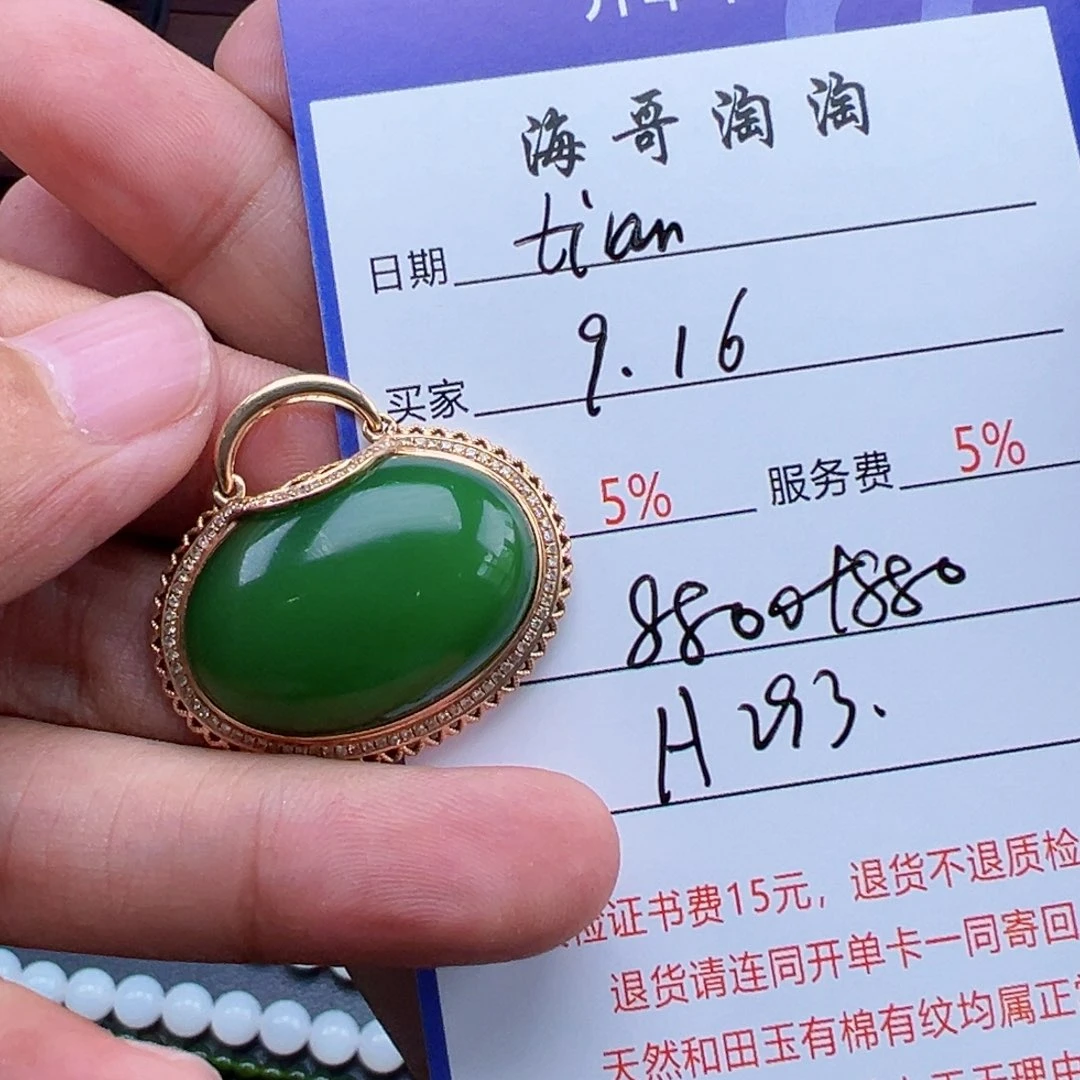 海哥淘淘
日期 tian
买家 9.16
5% 服务费 5%
8800+880
H293.
检证书费15元，退货不退质检
退货请连同开单卡一同寄回
天然和田玉有棉有纹均属正常